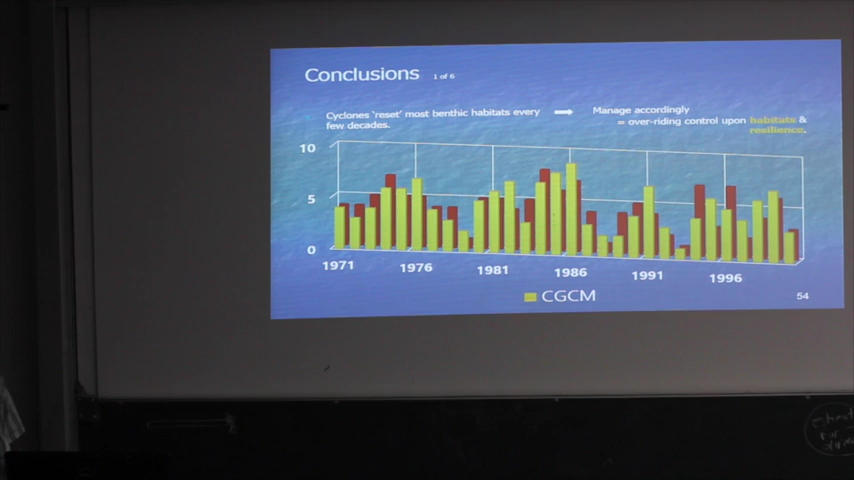 Conclusions 1 of 6
Cyclones 'reset' most benthic habitats every
few decades.
Manage accordingly
= over-riding control upon habitats &
resilience.
10
5
0
1971 1976 1981 1986 1991 1996
CGCM
54